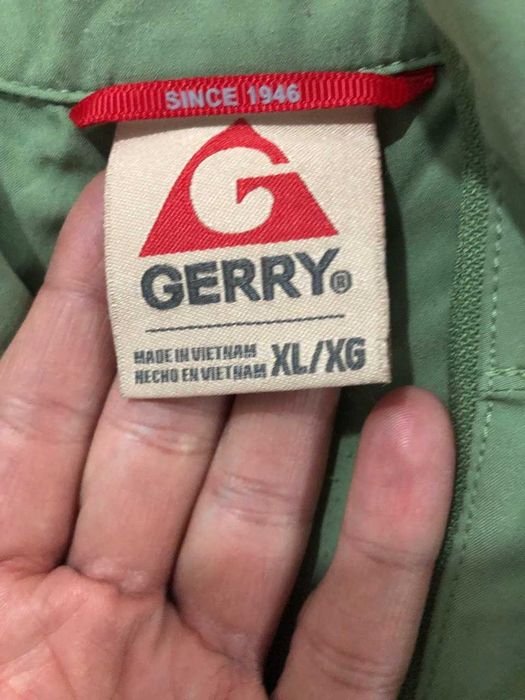 SINCE 1946
G
GERRY®
MADE IN VIETNAM
HECHO EN VIETNAM XL/XG